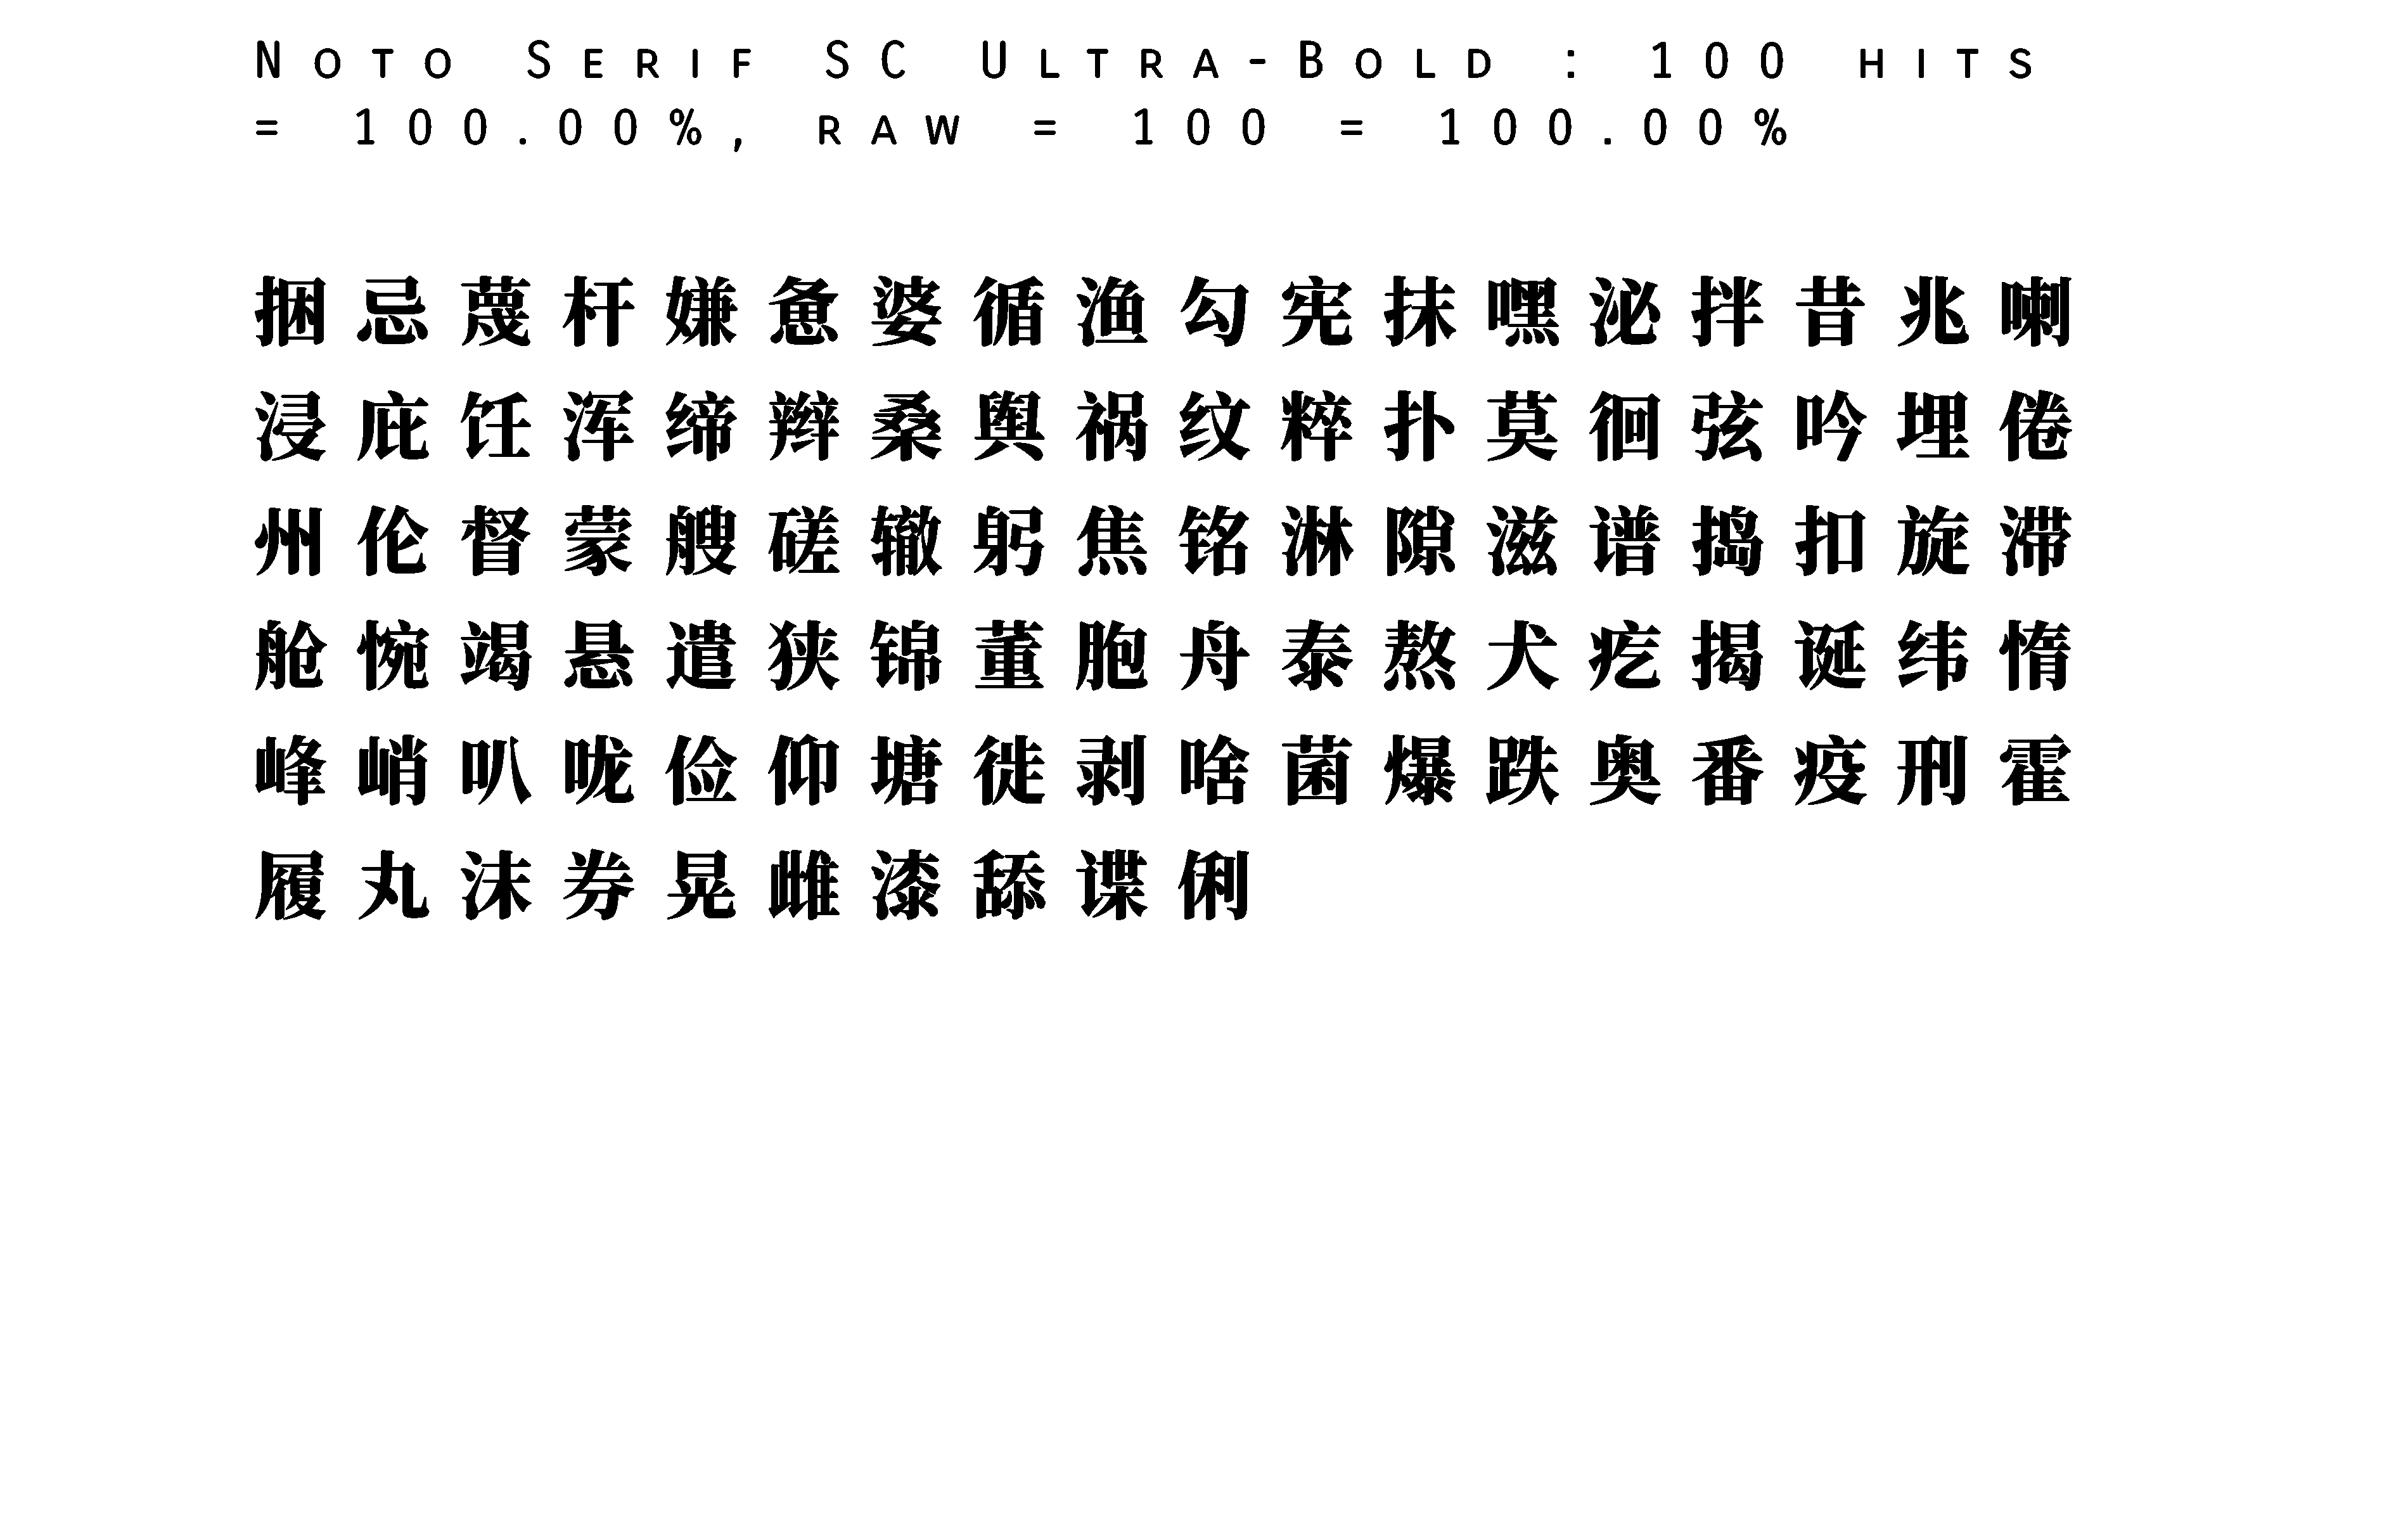 Noto Serif SC Ultra-Bold : 100 hits
= 100.00%, raw = 100 = 100.00%
捆忌蔑杆嫌惫婆循渔勾宪抹嘿泌拌昔兆喇
浸庇饪浑缔辫桑舆祸纹粹扑莫徊弦吟埋倦
州伦督蒙艘磋辙躬焦铭淋隙滋谱捣扣旋滞
舱惋竭悬遣狭锦董胞舟泰熬犬疙揭诞纬惰
峰峭叭咙俭仰塘徙剥啥菌爆跌奥番疫刑霍
履丸沫券晃雌漆舔谍俐